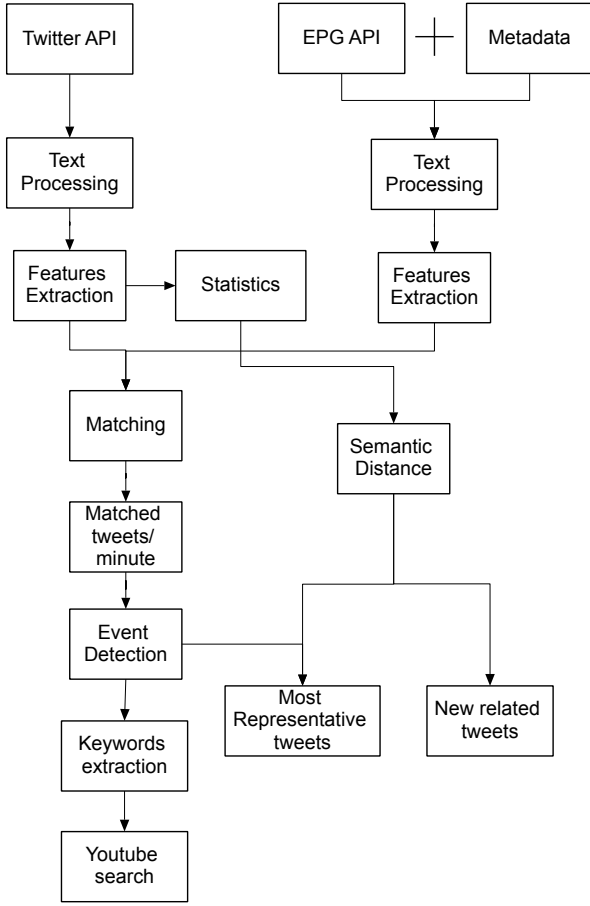 Twitter API
EPG API
Metadata
Text
Processing
Text
Processing
Features
Extraction
Statistics
Features
Extraction
Matching
Semantic
Distance
Matched
tweets/
minute
Event
Detection
Most
Representative
tweets
New related
tweets
Keywords
extraction
Youtube
search